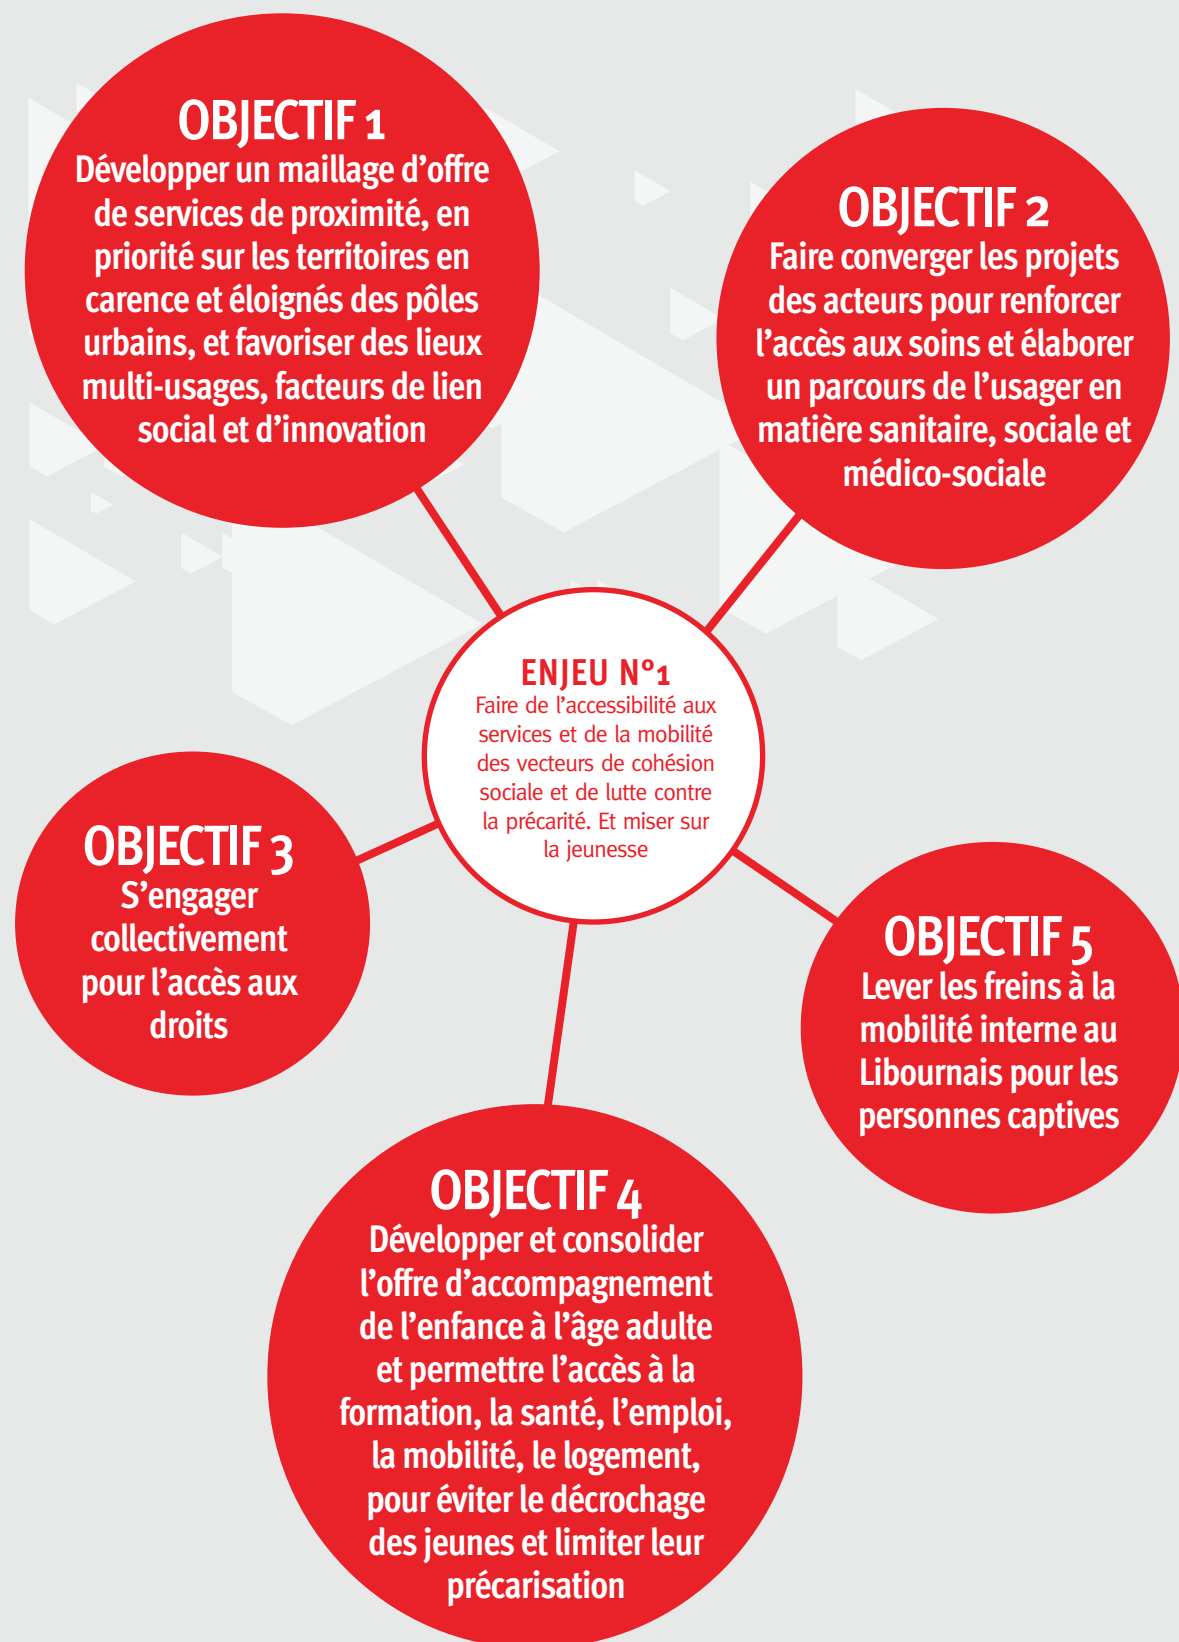 OBJECTIF 1
Développer un maillage d’offre
de services de proximité, en
priorité sur les territoires en
carence et éloignés des pôles
urbains, et favoriser des lieux
multi-usages, facteurs de lien
social et d’innovation
OBJECTIF 2
Faire converger les projets
des acteurs pour renforcer
l’accès aux soins et élaborer
un parcours de l’usager en
matière sanitaire, sociale et
médico-sociale
ENJEU N°1
Faire de l’accessibilité aux
services et de la mobilité
des vecteurs de cohésion
sociale et de lutte contre
la précarité. Et miser sur
la jeunesse
OBJECTIF 3
S’engager
collectivement
pour l’accès aux
droits
OBJECTIF 5
Lever les freins à la
mobilité interne au
Libournais pour les
personnes captives
OBJECTIF 4
Développer et consolider
l’offre d’accompagnement
de l’enfance à l’âge adulte
et permettre l’accès à la
formation, la santé, l’emploi,
la mobilité, le logement,
pour éviter le décrochage
des jeunes et limiter leur
précarisation